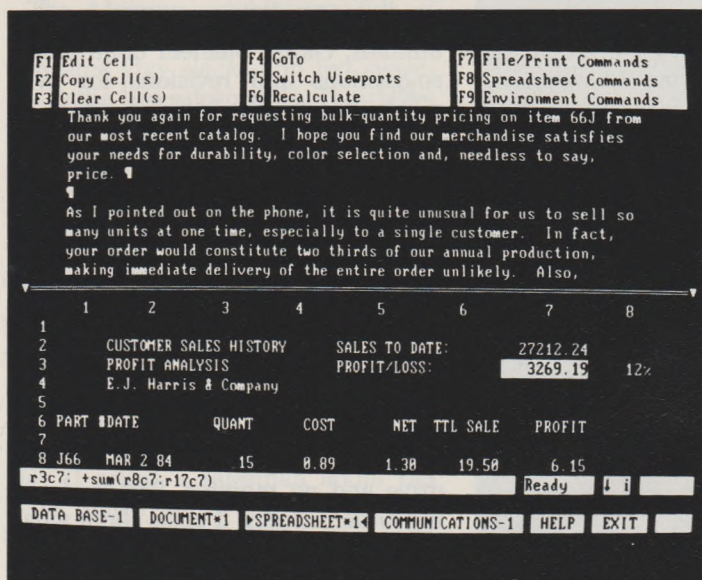 F1 Edit Cell F4 GoTo F7 File/Print Commands
F2 Copy Cell(s) F5 Switch Viewports F8 Spreadsheet Commands
F3 Clear Cell(s) F6 Recalculate F9 Environment Commands
Thank you again for requesting bulk-quantity pricing on item 66J from
our most recent catalog. I hope you find our merchandise satisfies
your needs for durability, color selection and, needless to say,
price. ¶
¶
As I pointed out on the phone, it is quite unusual for us to sell so
many units at one time, especially to a single customer. In fact,
your order would constitute two thirds of our annual production,
making immediate delivery of the entire order unlikely. Also,
1 2 3 4 5 6 7 8
1
2 CUSTOMER SALES HISTORY SALES TO DATE: 27212.24
3 PROFIT ANALYSIS PROFIT/LOSS: 3269.19 12%
4 E.J. Harris & Company
5
6 PART #DATE QUANT COST NET TTL SALE PROFIT
7
8 J66 MAR 2 84 15 0.89 1.30 19.50 6.15
r3c7: +sum(r8c7:r17c7) Ready ↓ i
DATA BASE-1 DOCUMENT*1 ▶SPREADSHEET*1◀ COMMUNICATIONS-1 HELP EXIT